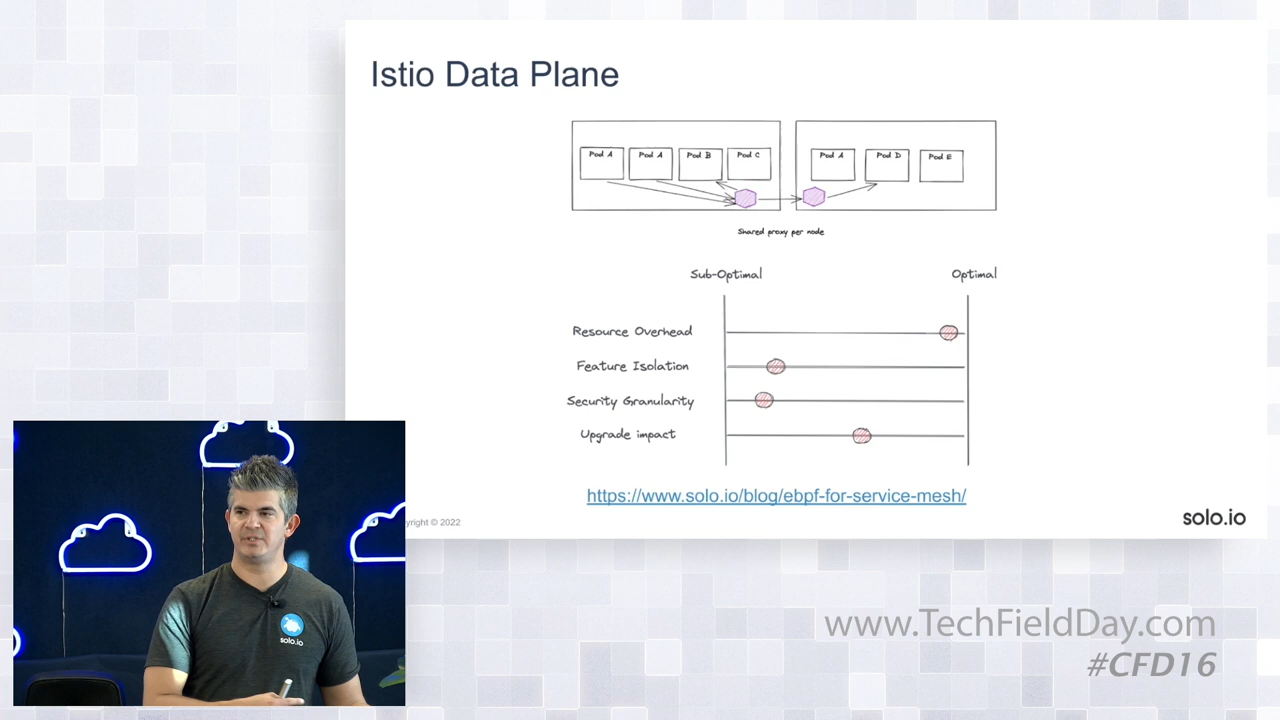 Istio Data Plane
Pod A
Pod A
Pod B
Pod C
Pod A
Pod D
Pod E
Shared proxy per node
Sub-Optimal
Optimal
Resource Overhead
Feature Isolation
Security Granularity
Upgrade impact
https://www.solo.io/blog/ebpf-for-service-mesh/
yright © 2022
solo.io
solo.io
www.TechFieldDay.com
#CFD16